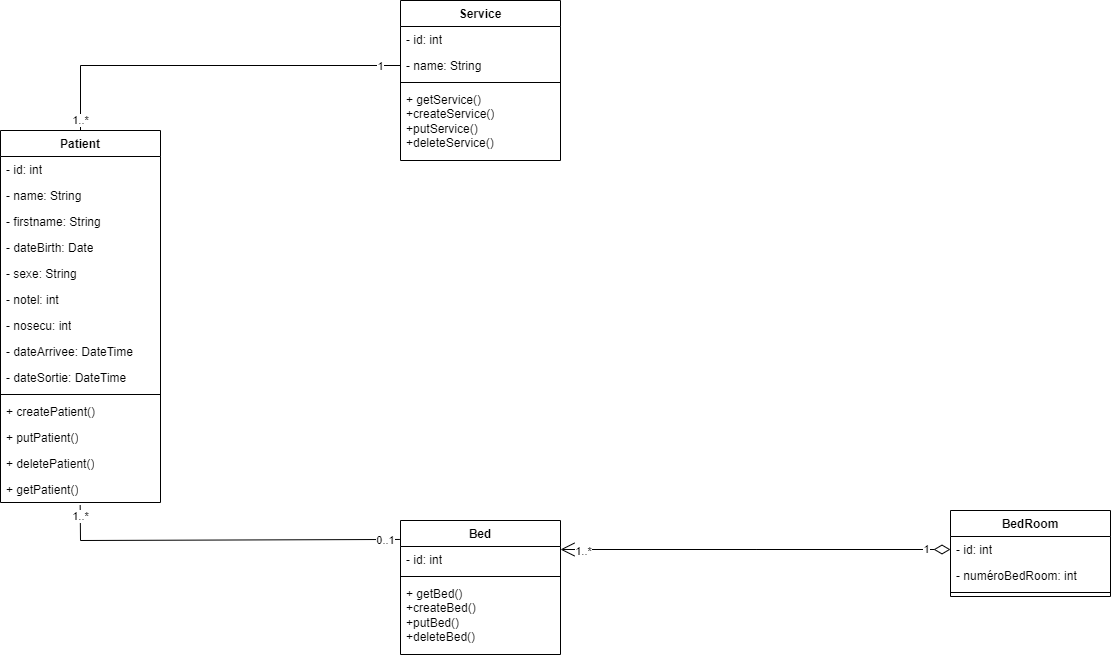 Service
- id: int
- name: String
+ getService()
+createService()
+putService()
+deleteService()
1
1..*
Patient
- id: int
- name: String
- firstname: String
- dateBirth: Date
- sexe: String
- notel: int
- nosecu: int
- dateArrivee: DateTime
- dateSortie: DateTime
+ createPatient()
+ putPatient()
+ deletePatient()
+ getPatient()
1..*
0..1
Bed
- id: int
+ getBed()
+createBed()
+putBed()
+deleteBed()
1..*
1
BedRoom
- id: int
- numéroBedRoom: int